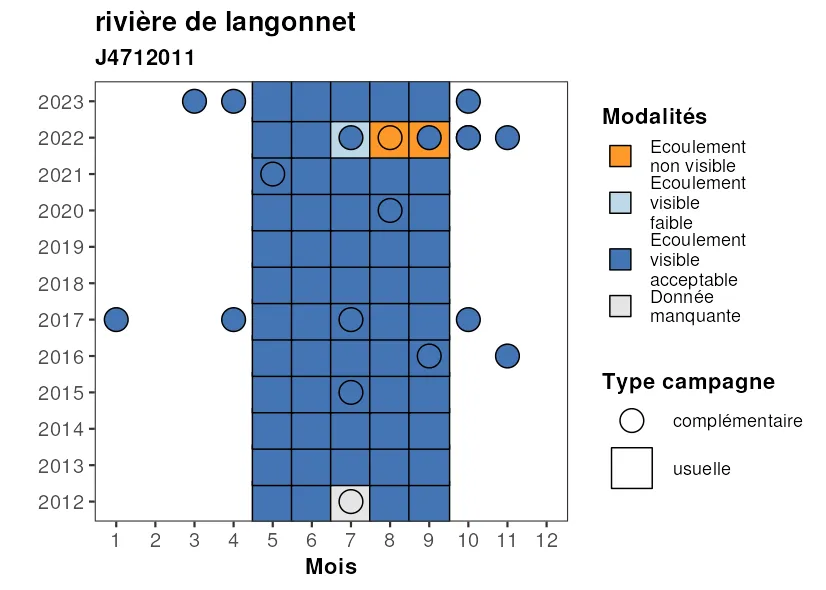 rivière de langonnet
J4712011
2023
2022
2021
2020
2019
2018
2017
2016
2015
2014
2013
2012
1 2 3 4 5 6 7 8 9 10 11 12
Mois
Modalités
Ecoulement
non visible
Ecoulement
visible
faible
Ecoulement
visible
acceptable
Donnée
manquante
Type campagne
complémentaire
usuelle